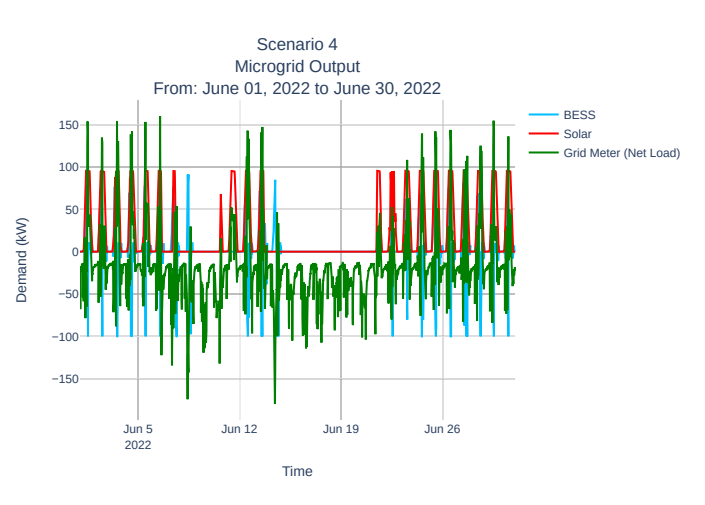 Scenario 4
Microgrid Output
From: June 01, 2022 to June 30, 2022
BESS
Solar
Grid Meter (Net Load)
Demand (kW)
150
100
50
0
−50
−100
−150
Jun 5
2022
Jun 12
Jun 19
Jun 26
Time